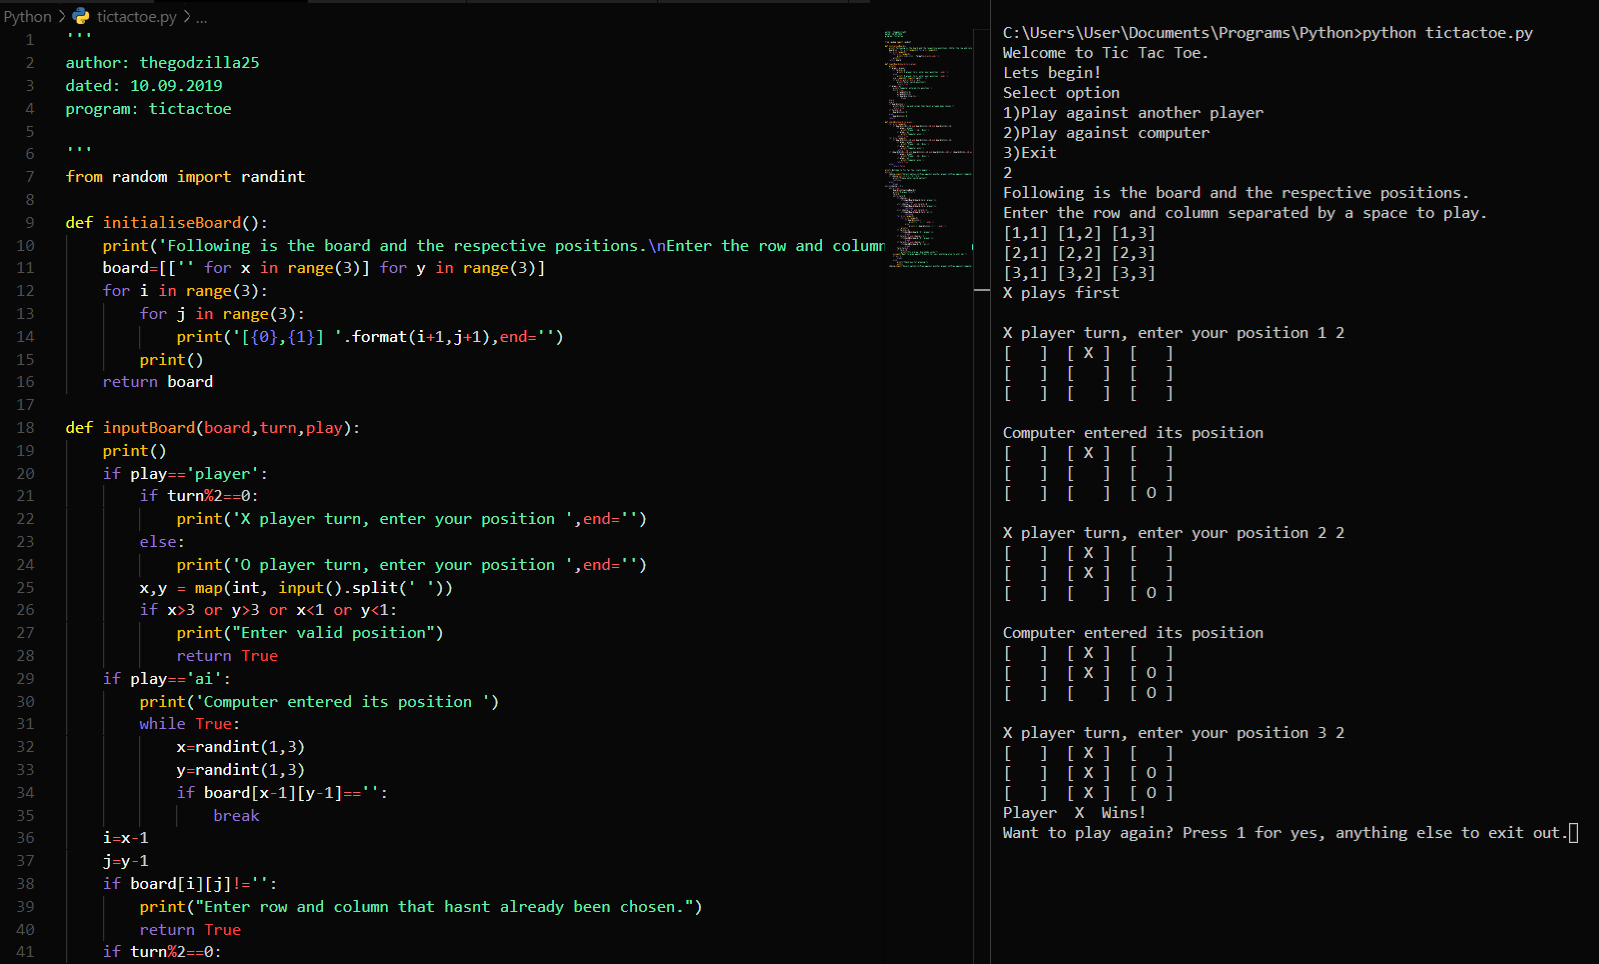 Python > tictactoe.py > ...
1 '''
2 author: thegodzilla25
3 dated: 10.09.2019
4 program: tictactoe
5
6 '''
7 from random import randint
8
9 def initialiseBoard():
10     print('Following is the board and the respective positions.\nEnter the row and column
11     board=[['' for x in range(3)] for y in range(3)]
12     for i in range(3):
13         for j in range(3):
14             print('[{0},{1}] '.format(i+1,j+1),end='')
15         print()
16     return board
17
18 def inputBoard(board,turn,play):
19     print()
20     if play=='player':
21         if turn%2==0:
22             print('X player turn, enter your position ',end='')
23         else:
24             print('O player turn, enter your position ',end='')
25         x,y = map(int, input().split(' '))
26         if x>3 or y>3 or x<1 or y<1:
27             print("Enter valid position")
28             return True
29     if play=='ai':
30         print('Computer entered its position ')
31         while True:
32             x=randint(1,3)
33             y=randint(1,3)
34             if board[x-1][y-1]=='':
35                 break
36     i=x-1
37     j=y-1
38     if board[i][j]!='':
39         print("Enter row and column that hasnt already been chosen.")
40         return True
41     if turn%2==0:
C:\Users\User\Documents\Programs\Python>python tictactoe.py
Welcome to Tic Tac Toe.
Lets begin!
Select option
1)Play against another player
2)Play against computer
3)Exit
2
Following is the board and the respective positions.
Enter the row and column separated by a space to play.
[1,1] [1,2] [1,3]
[2,1] [2,2] [2,3]
[3,1] [3,2] [3,3]
X plays first

X player turn, enter your position 1 2
[   ]  [ X ]  [   ]
[   ]  [   ]  [   ]
[   ]  [   ]  [   ]

Computer entered its position
[   ]  [ X ]  [   ]
[   ]  [   ]  [   ]
[   ]  [   ]  [ O ]

X player turn, enter your position 2 2
[   ]  [ X ]  [   ]
[   ]  [ X ]  [   ]
[   ]  [   ]  [ O ]

Computer entered its position
[   ]  [ X ]  [   ]
[   ]  [ X ]  [ O ]
[   ]  [   ]  [ O ]

X player turn, enter your position 3 2
[   ]  [ X ]  [   ]
[   ]  [ X ]  [ O ]
[   ]  [ X ]  [ O ]
Player  X  Wins!
Want to play again? Press 1 for yes, anything else to exit out.